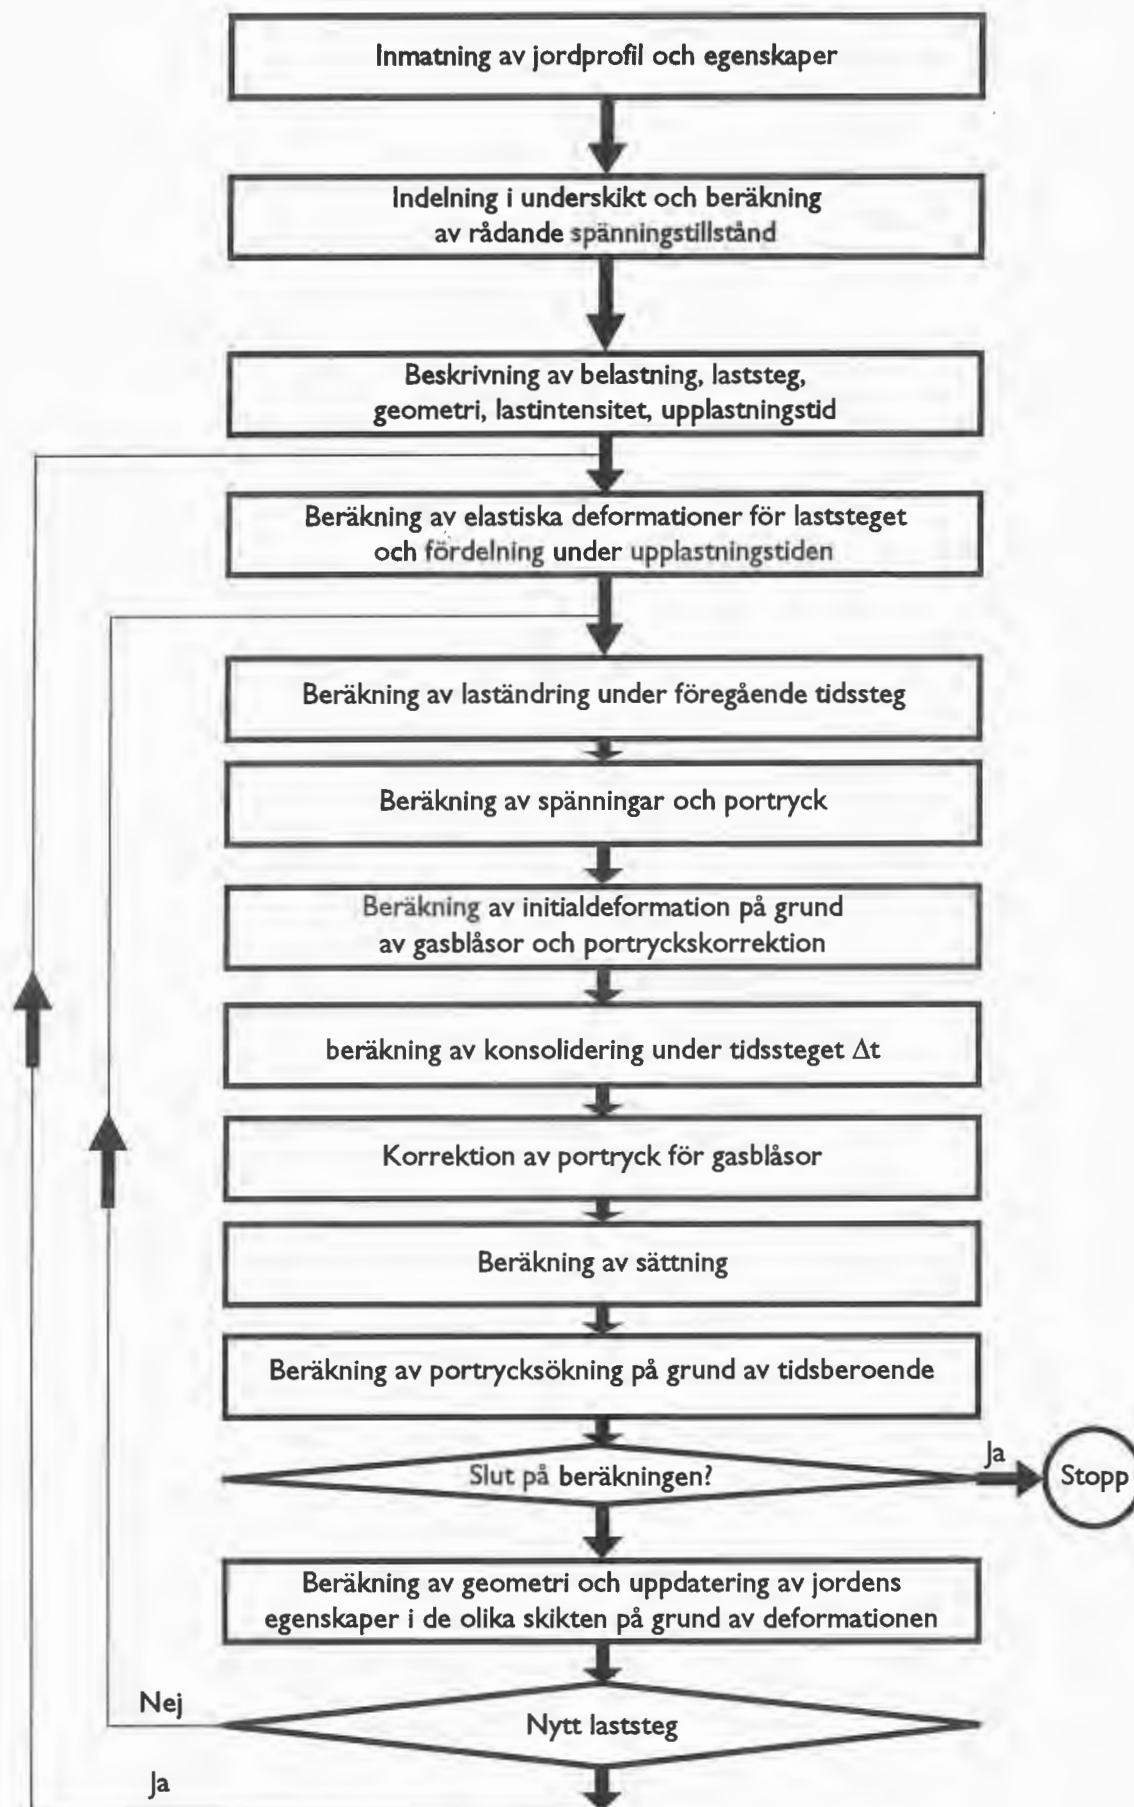 Inmatning av jordprofil och egenskaper
Indelning i underskikt och beräkning
av rådande spänningstillstånd
Beskrivning av belastning, laststeg,
geometri, lastintensitet, upplastningstid
Beräkning av elastiska deformationer för laststeget
och fördelning under upplastningstiden
Beräkning av laständring under föregående tidssteg
Beräkning av spänningar och portryck
Beräkning av initialdeformation på grund
av gasblåsor och portryckskorrektion
beräkning av konsolidering under tidssteget Δt
Korrektion av portryck för gasblåsor
Beräkning av sättning
Beräkning av portrycksökning på grund av tidsberoende
Slut på beräkningen?
Ja
Stopp
Beräkning av geometri och uppdatering av jordens
egenskaper i de olika skikten på grund av deformationen
Nej
Nytt laststeg
Ja